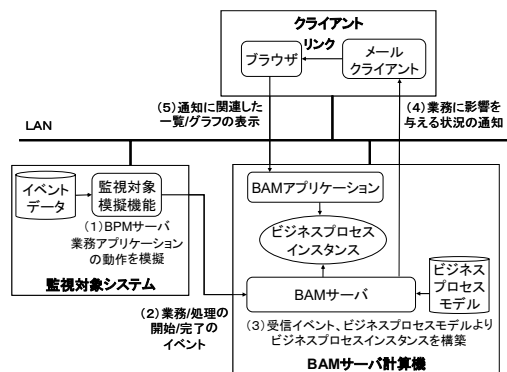 クライアント
リンク
ブラウザ
メール
クライアント
(5)通知に関連した
一覧/グラフの表示
(4)業務に影響を
与える状況の通知
LAN
イベント
データ
監視対象
模擬機能
(1)BPMサーバ
業務アプリケーション
の動作を模擬
監視対象システム
(2)業務/処理の
開始/完了の
イベント
BAMアプリケーション
ビジネスプロセス
インスタンス
BAMサーバ
ビジネス
プロセス
モデル
(3)受信イベント、ビジネスプロセスモデルより
ビジネスプロセスインスタンスを構築
BAMサーバ計算機